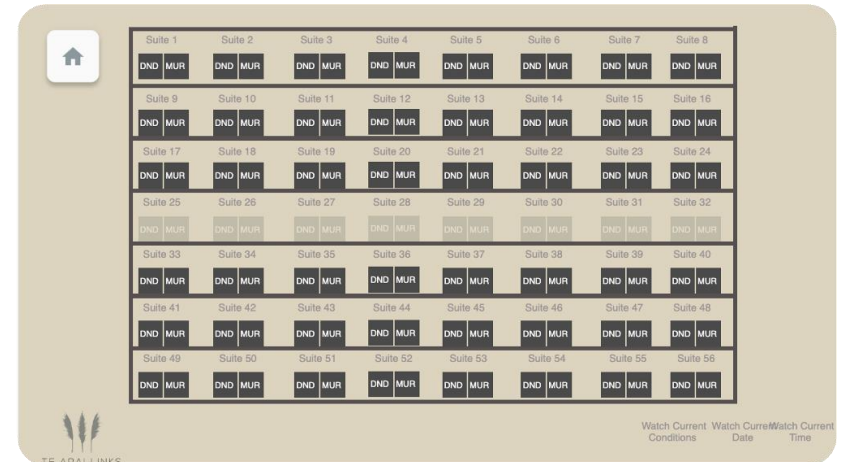 Suite 1 Suite 2 Suite 3 Suite 4 Suite 5 Suite 6 Suite 7 Suite 8
DND MUR DND MUR DND MUR DND MUR DND MUR DND MUR DND MUR DND MUR
Suite 9 Suite 10 Suite 11 Suite 12 Suite 13 Suite 14 Suite 15 Suite 16
DND MUR DND MUR DND MUR DND MUR DND MUR DND MUR DND MUR DND MUR
Suite 17 Suite 18 Suite 19 Suite 20 Suite 21 Suite 22 Suite 23 Suite 24
DND MUR DND MUR DND MUR DND MUR DND MUR DND MUR DND MUR DND MUR
Suite 25 Suite 26 Suite 27 Suite 28 Suite 29 Suite 30 Suite 31 Suite 32
DND MUR DND MUR DND MUR DND MUR DND MUR DND MUR DND MUR DND MUR
Suite 33 Suite 34 Suite 35 Suite 36 Suite 37 Suite 38 Suite 39 Suite 40
DND MUR DND MUR DND MUR DND MUR DND MUR DND MUR DND MUR DND MUR
Suite 41 Suite 42 Suite 43 Suite 44 Suite 45 Suite 46 Suite 47 Suite 48
DND MUR DND MUR DND MUR DND MUR DND MUR DND MUR DND MUR DND MUR
Suite 49 Suite 50 Suite 51 Suite 52 Suite 53 Suite 54 Suite 55 Suite 56
DND MUR DND MUR DND MUR DND MUR DND MUR DND MUR DND MUR DND MUR
Watch Current Watch Current Watch Current
Conditions Date Time
TE ARAI LINKS